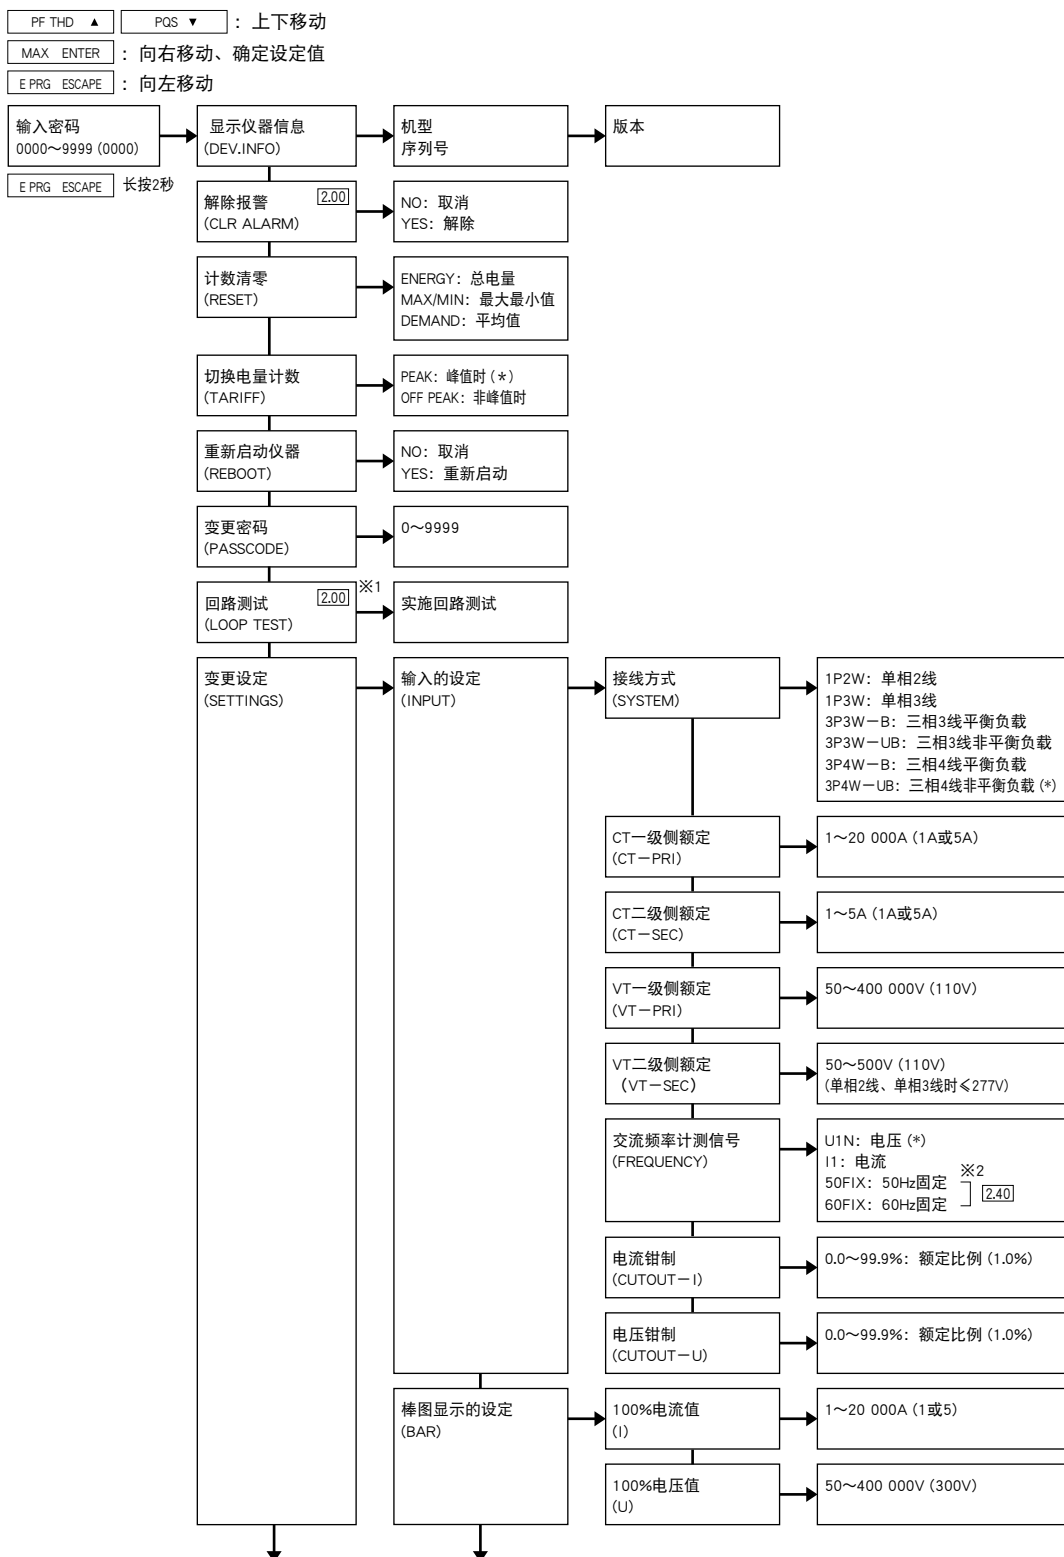 PF THD ▲ PQS ▼ ：上下移动
MAX ENTER ：向右移动、确定设定值
E PRG ESCAPE ：向左移动
输入密码
0000～9999 (0000)
E PRG ESCAPE 长按2秒
显示仪器信息
(DEV.INFO)
机型
序列号
版本
解除报警 2.00
(CLR ALARM)
NO：取消
YES：解除
计数清零
(RESET)
ENERGY：总电量
MAX/MIN：最大最小值
DEMAND：平均值
切换电量计数
(TARIFF)
PEAK：峰值时 (＊)
OFF PEAK：非峰值时
重新启动仪器
(REBOOT)
NO：取消
YES：重新启动
变更密码
(PASSCODE)
0～9999
回路测试 2.00 ※1
(LOOP TEST)
实施回路测试
变更设定
(SETTINGS)
输入的设定
(INPUT)
接线方式
(SYSTEM)
1P2W：单相2线
1P3W：单相3线
3P3W－B：三相3线平衡负载
3P3W－UB：三相3线非平衡负载
3P4W－B：三相4线平衡负载
3P4W－UB：三相4线非平衡负载 (*)
CT一级侧额定
(CT－PRI)
1～20 000A (1A或5A)
CT二级侧额定
(CT－SEC)
1～5A (1A或5A)
VT一级侧额定
(VT－PRI)
50～400 000V (110V)
VT二级侧额定
（VT－SEC）
50～500V (110V)
(单相2线、单相3线时≤277V)
交流频率计测信号
(FREQUENCY)
U1N：电压 (*)
I1：电流
50FIX：50Hz固定 ※2
60FIX：60Hz固定 2.40
电流钳制
(CUTOUT－I)
0.0～99.9%：额定比例 (1.0%)
电压钳制
(CUTOUT－U)
0.0～99.9%：额定比例 (1.0%)
棒图显示的设定
(BAR)
100%电流值
(I)
1～20 000A (1或5)
100%电压值
(U)
50～400 000V (300V)